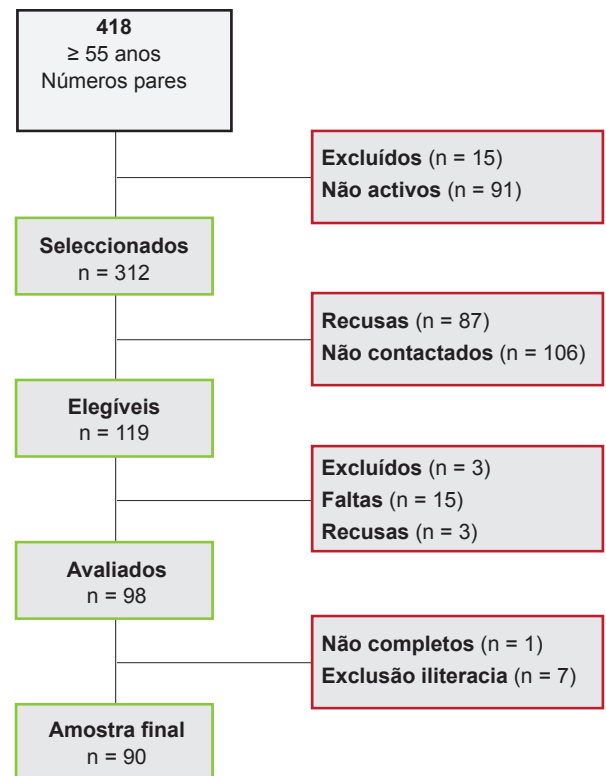 418
≥ 55 anos
Números pares
Excluídos (n = 15)
Não activos (n = 91)
Seleccionados
n = 312
Recusas (n = 87)
Não contactados (n = 106)
Elegíveis
n = 119
Excluídos (n = 3)
Faltas (n = 15)
Recusas (n = 3)
Avaliados
n = 98
Não completos (n = 1)
Exclusão iliteracia (n = 7)
Amostra final
n = 90